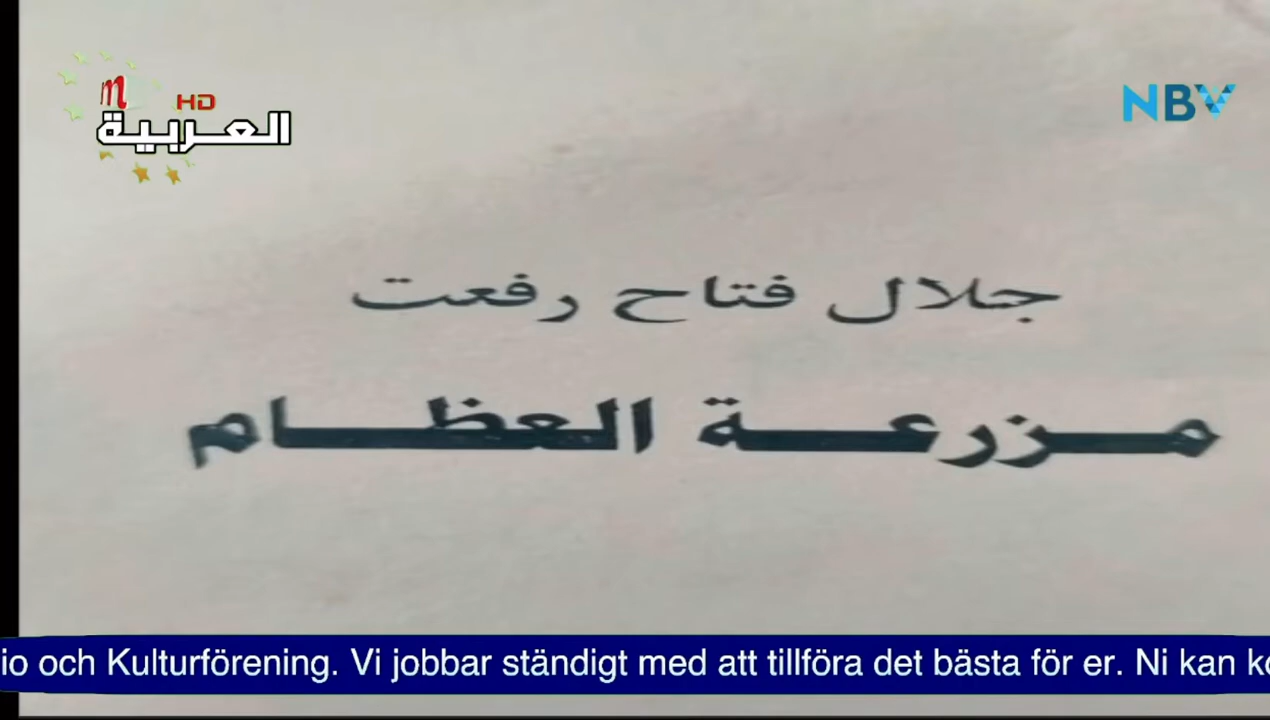 HD
العربية
NBV
جلال فتاح رفعت
مزرعة العظام
io och Kulturförening. Vi jobbar ständigt med att tillföra det bästa för er. Ni kan ko